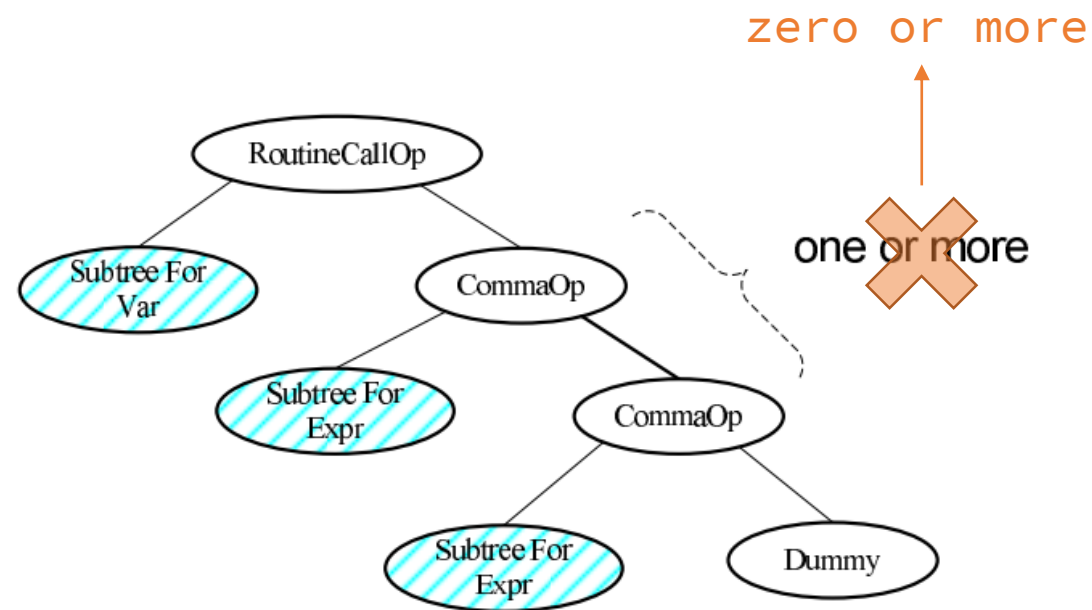 zero or more
RoutineCallOp
one or more
Subtree For
Var
CommaOp
Subtree For
Expr
CommaOp
Subtree For
Expr
Dummy